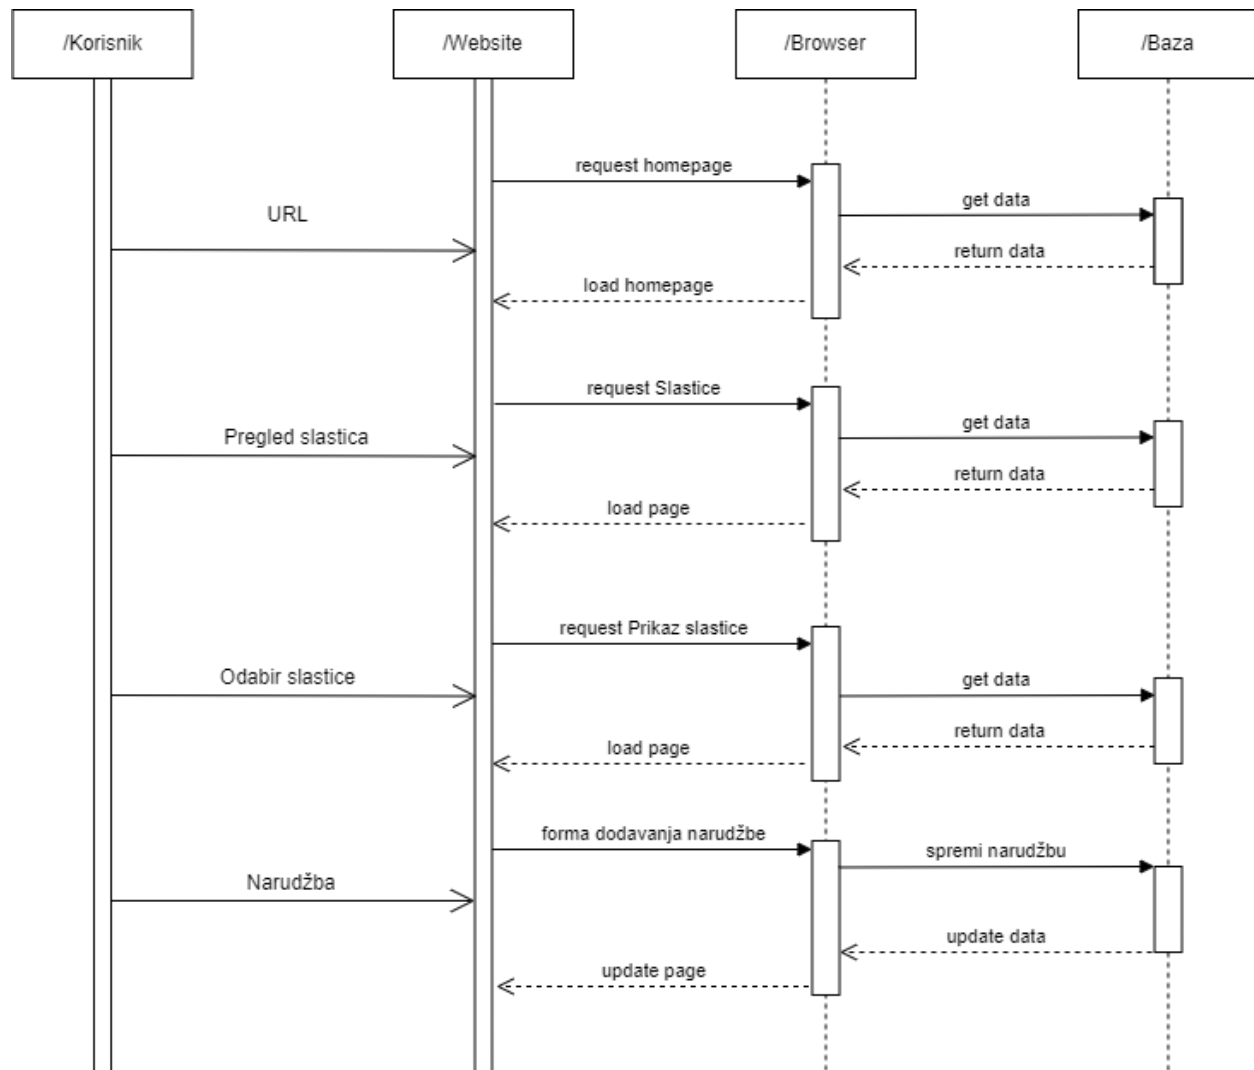 /Korisnik
/Website
/Browser
/Baza
request homepage
get data
URL
return data
load homepage
request Slastice
get data
Pregled slastica
return data
load page
request Prikaz slastice
Odabir slastice
get data
return data
load page
forma dodavanja narudžbe
spremi narudžbu
Narudžba
update data
update page